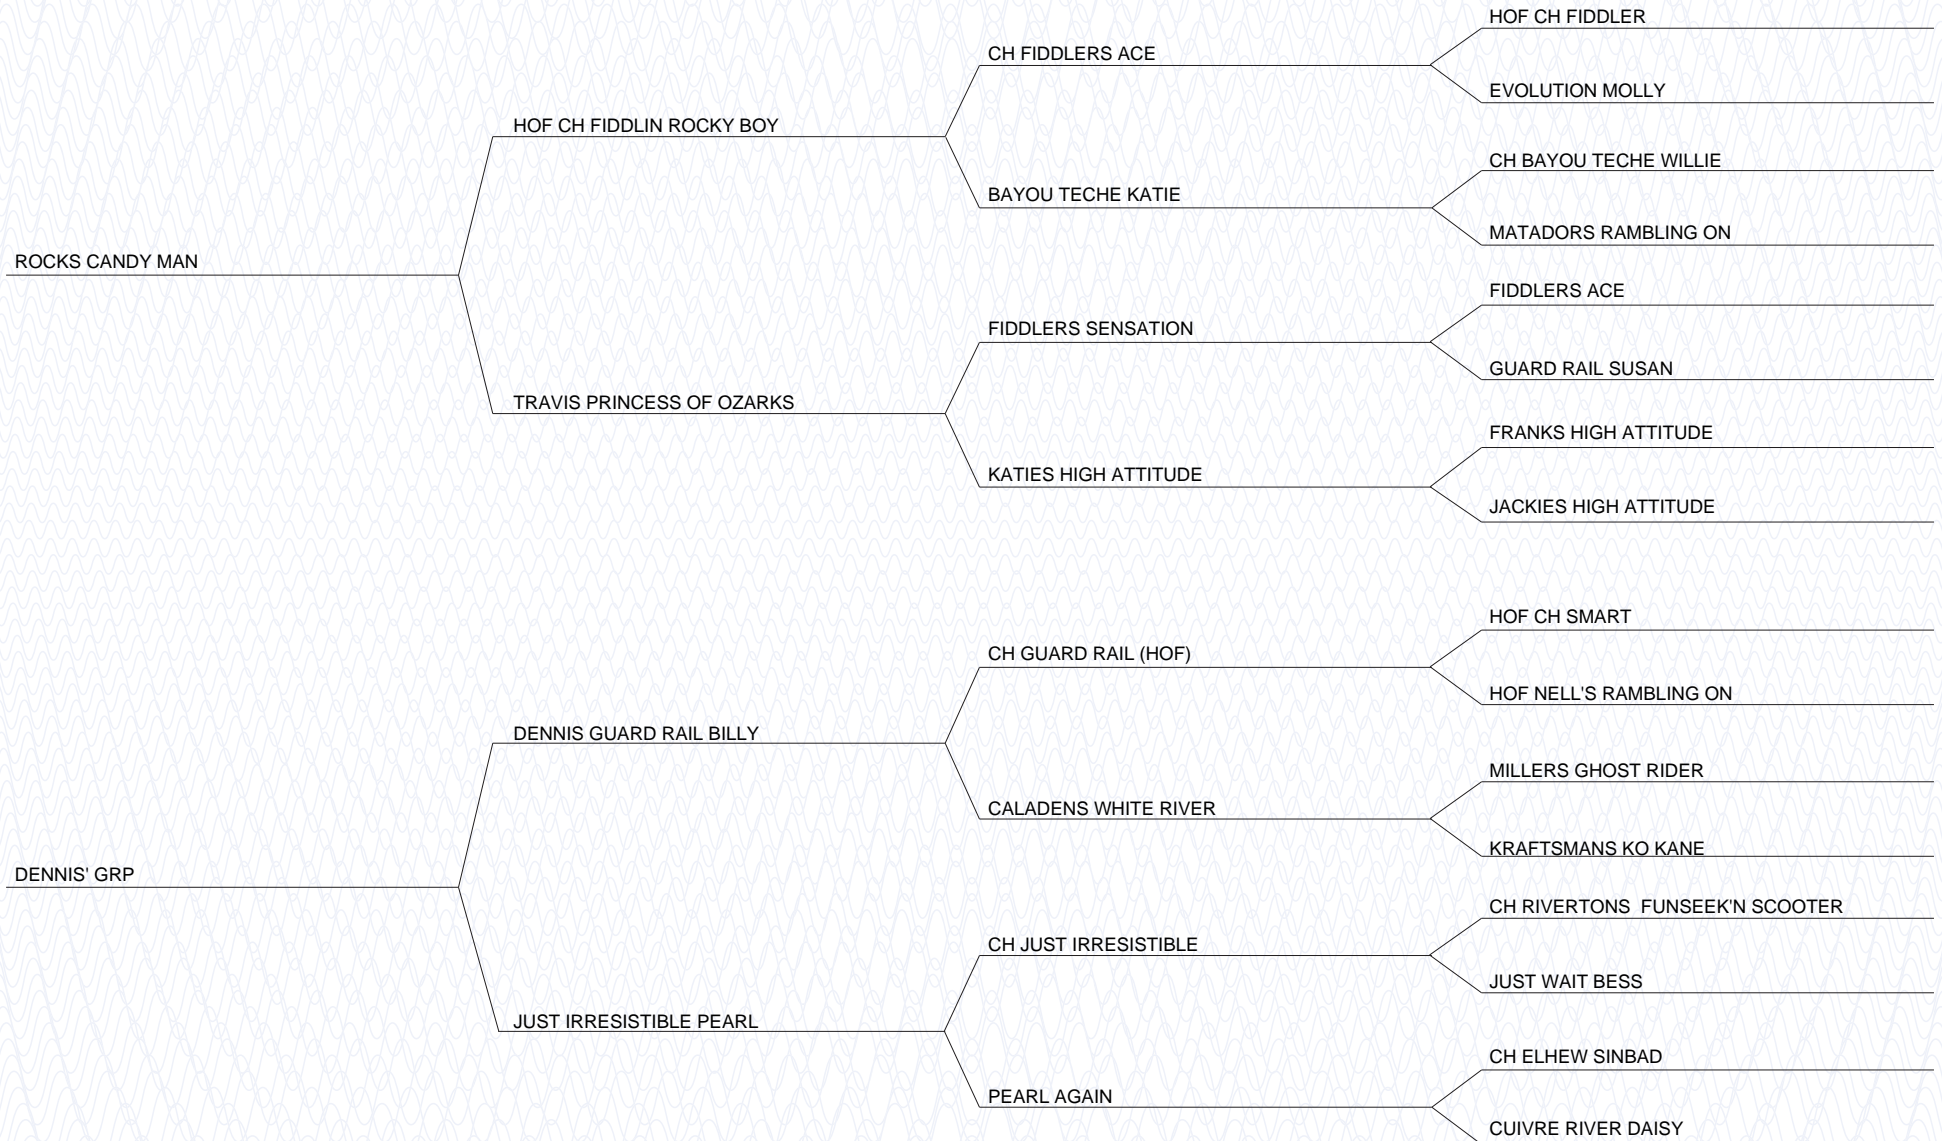 HOF CH FIDDLER
CH FIDDLERS ACE
EVOLUTION MOLLY
HOF CH FIDDLIN ROCKY BOY
CH BAYOU TECHE WILLIE
BAYOU TECHE KATIE
MATADORS RAMBLING ON
ROCKS CANDY MAN
FIDDLERS ACE
FIDDLERS SENSATION
GUARD RAIL SUSAN
TRAVIS PRINCESS OF OZARKS
FRANKS HIGH ATTITUDE
KATIES HIGH ATTITUDE
JACKIES HIGH ATTITUDE
HOF CH SMART
CH GUARD RAIL (HOF)
HOF NELL'S RAMBLING ON
DENNIS GUARD RAIL BILLY
MILLERS GHOST RIDER
CALADENS WHITE RIVER
KRAFTSMANS KO KANE
DENNIS' GRP
CH RIVERTONS  FUNSEEK'N SCOOTER
CH JUST IRRESISTIBLE
JUST WAIT BESS
JUST IRRESISTIBLE PEARL
CH ELHEW SINBAD
PEARL AGAIN
CUIVRE RIVER DAISY